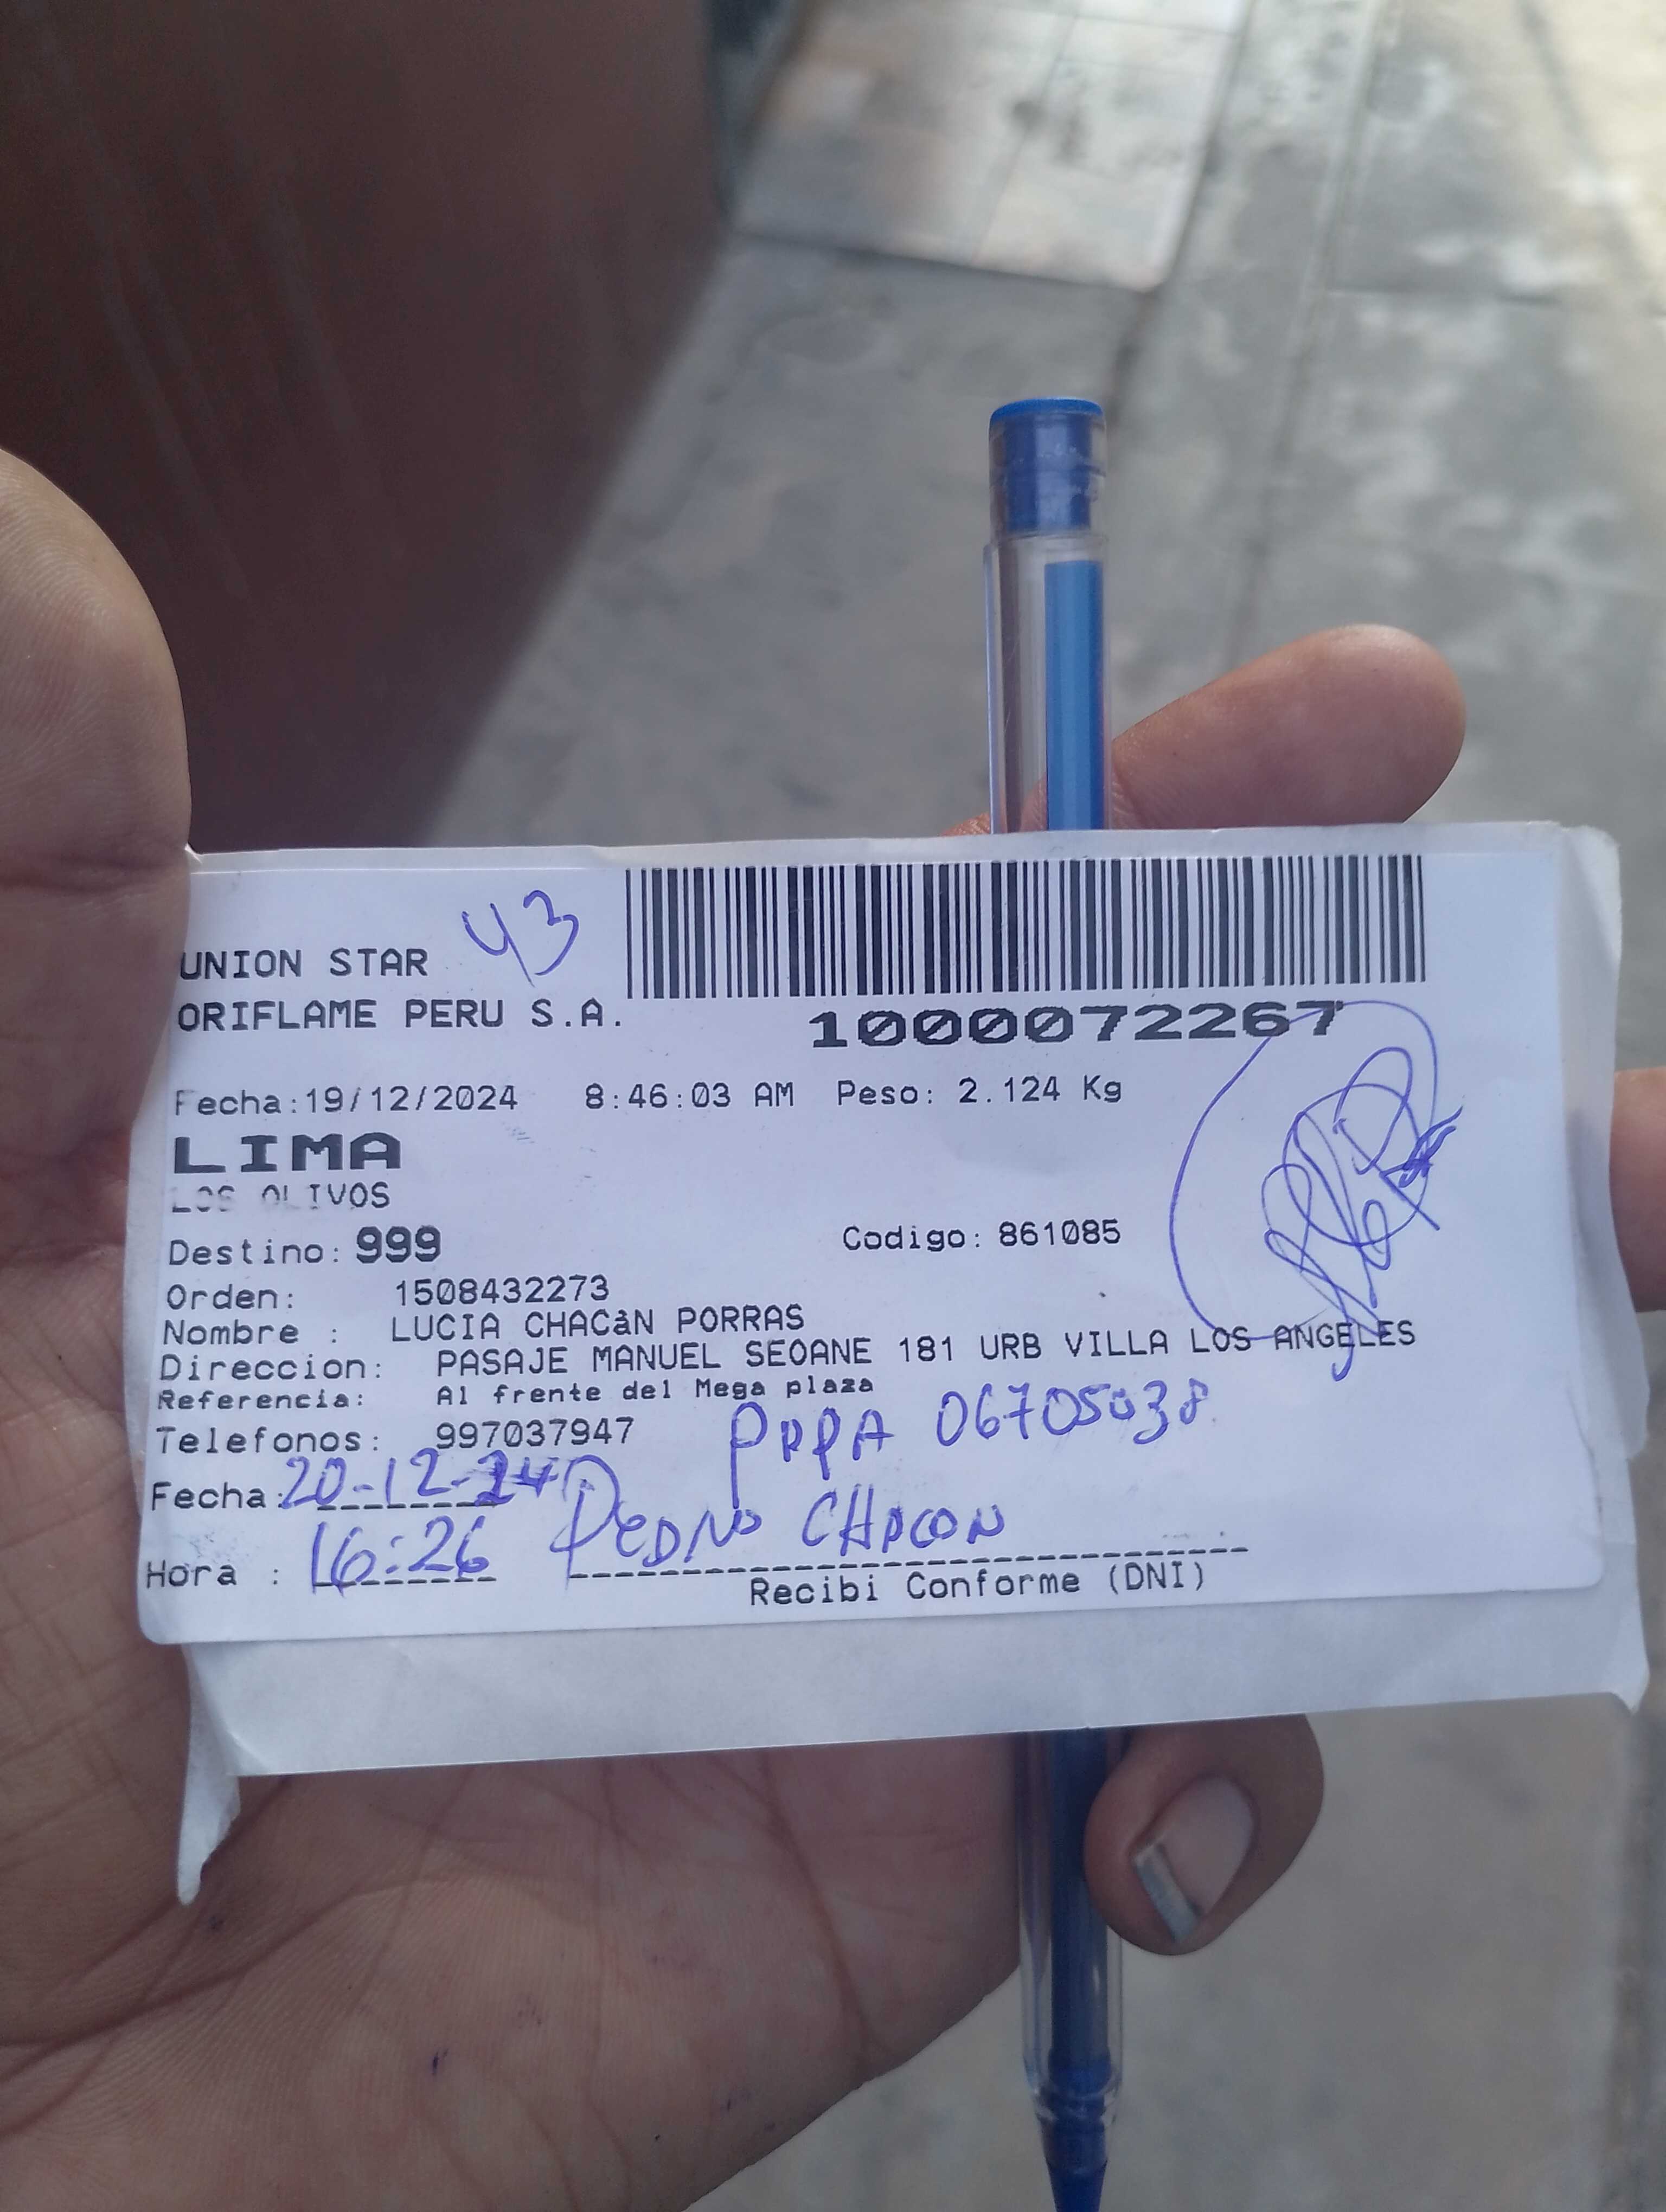 UNION STAR 43
ORIFLAME PERU S.A.
1000072267
Fecha:19/12/2024 8:46:03 AM Peso: 2.124 Kg
LIMA
LOS OLIVOS
Destino: 999 Codigo: 861085
Orden: 1508432273
Nombre : LUCIA CHACàN PORRAS
Direccion: PASAJE MANUEL SEOANE 181 URB VILLA LOS ANGELES
Referencia: Al frente del Mega plaza
Telefonos: 997037947
PAPA 06705038
Fecha: 20-12-24
Hora : 16:26 PEDRO CHACON
Recibi Conforme (DNI)